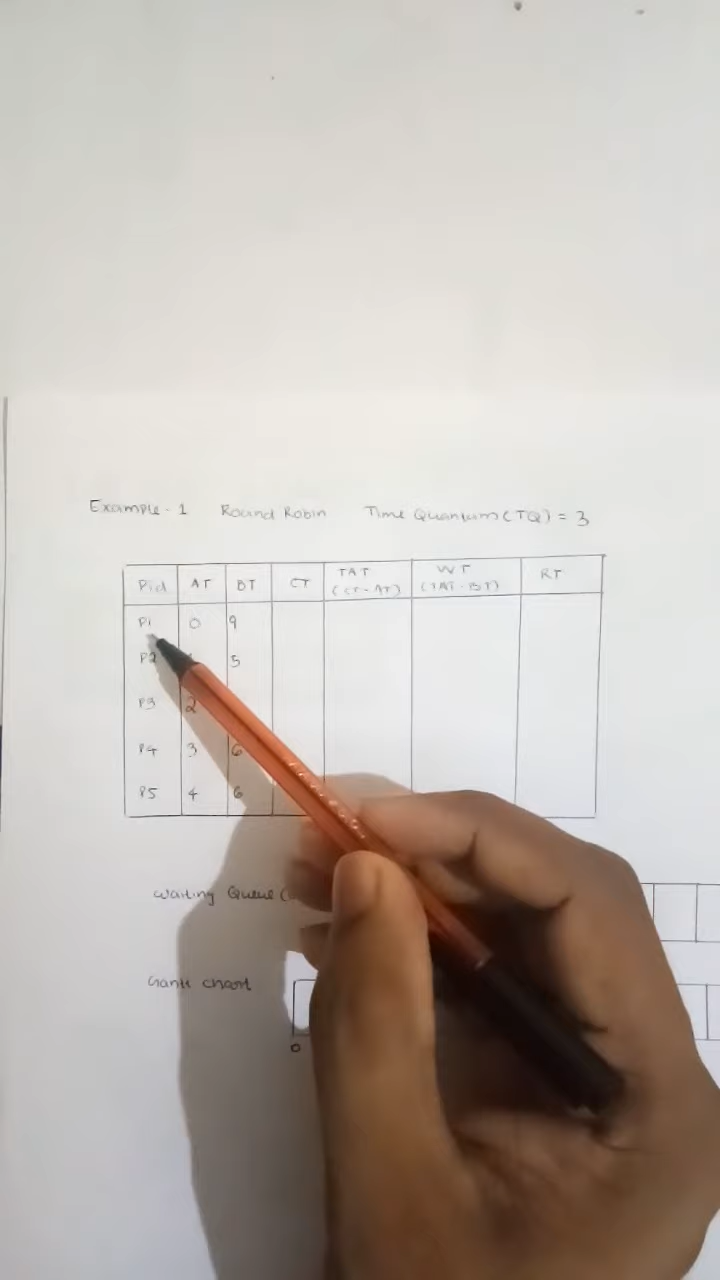 Example - 1 Round Robin Time Quantum (TQ) = 3
Pid AT BT CT TAT (CT - AT) WT (TAT - BT) RT
P1 0 9
P2 5
P3 2
P4 3 6
P5 4 6
Waiting Queue (
Gantt chart
0